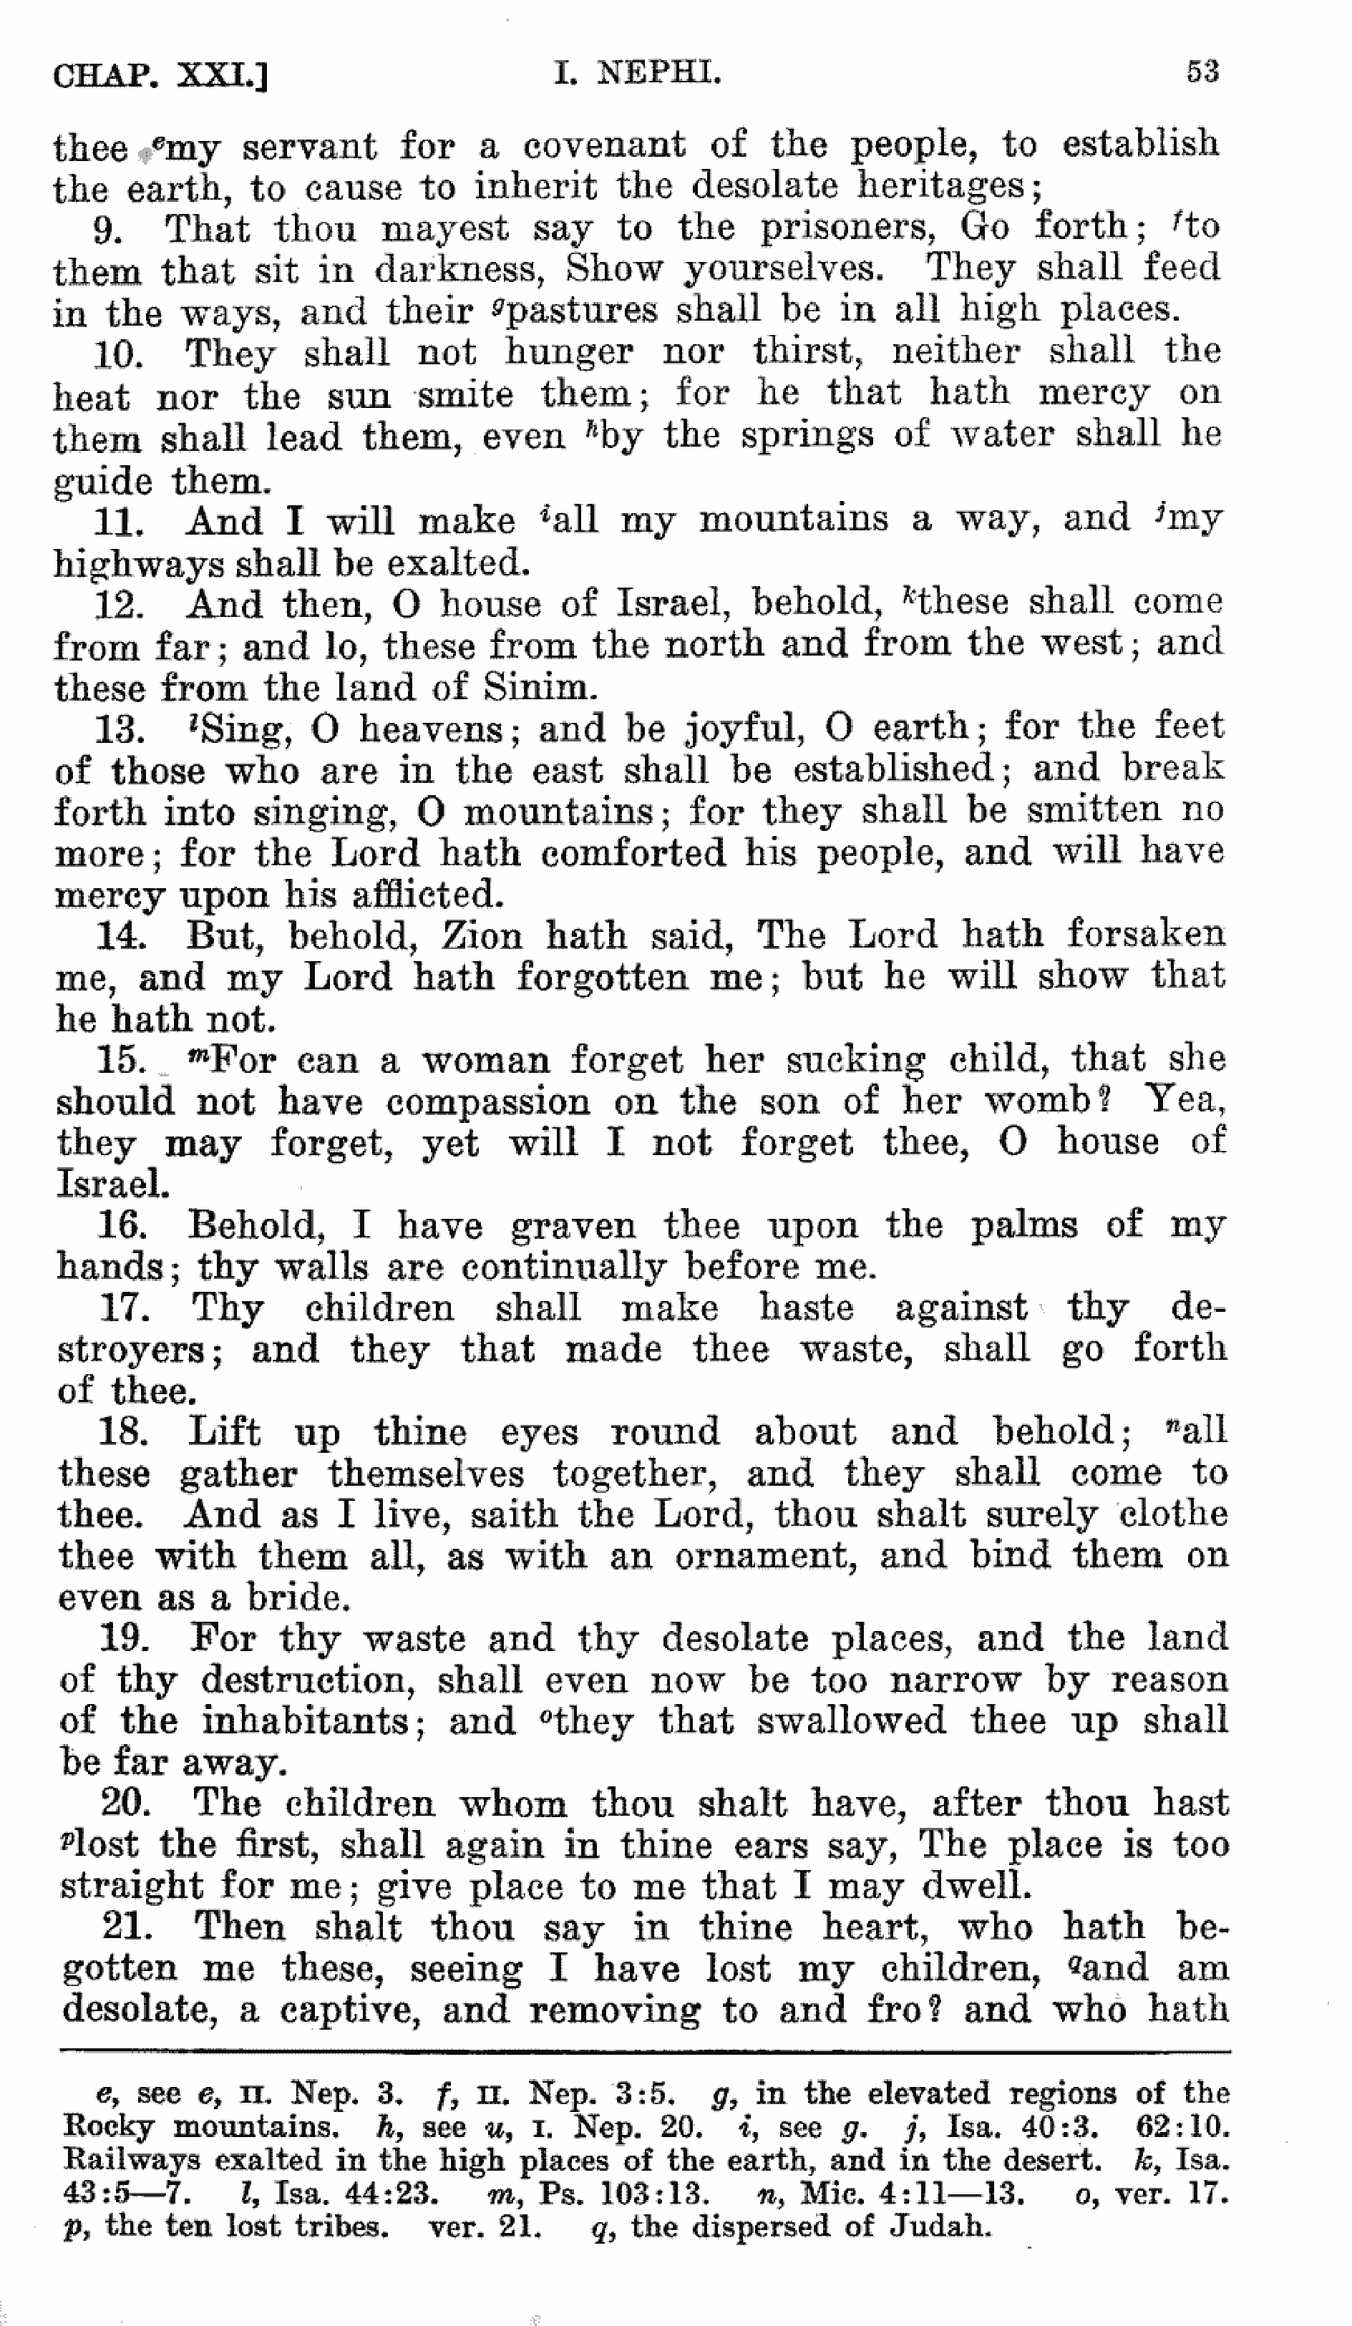 CHAP. XXI.] I. NEPHI. 53
thee ᵉmy servant for a covenant of the people, to establish
the earth, to cause to inherit the desolate heritages;
9. That thou mayest say to the prisoners, Go forth; ᶠto
them that sit in darkness, Show yourselves. They shall feed
in the ways, and their ᵍpastures shall be in all high places.
10. They shall not hunger nor thirst, neither shall the
heat nor the sun smite them; for he that hath mercy on
them shall lead them, even ʰby the springs of water shall he
guide them.
11. And I will make ⁱall my mountains a way, and ʲmy
highways shall be exalted.
12. And then, O house of Israel, behold, ᵏthese shall come
from far; and lo, these from the north and from the west; and
these from the land of Sinim.
13. ˡSing, O heavens; and be joyful, O earth; for the feet
of those who are in the east shall be established; and break
forth into singing, O mountains; for they shall be smitten no
more; for the Lord hath comforted his people, and will have
mercy upon his afflicted.
14. But, behold, Zion hath said, The Lord hath forsaken
me, and my Lord hath forgotten me; but he will show that
he hath not.
15. ᵐFor can a woman forget her sucking child, that she
should not have compassion on the son of her womb? Yea,
they may forget, yet will I not forget thee, O house of
Israel.
16. Behold, I have graven thee upon the palms of my
hands; thy walls are continually before me.
17. Thy children shall make haste against thy de-
stroyers; and they that made thee waste, shall go forth
of thee.
18. Lift up thine eyes round about and behold; ⁿall
these gather themselves together, and they shall come to
thee. And as I live, saith the Lord, thou shalt surely clothe
thee with them all, as with an ornament, and bind them on
even as a bride.
19. For thy waste and thy desolate places, and the land
of thy destruction, shall even now be too narrow by reason
of the inhabitants; and ᵒthey that swallowed thee up shall
be far away.
20. The children whom thou shalt have, after thou hast
ᵖlost the first, shall again in thine ears say, The place is too
straight for me; give place to me that I may dwell.
21. Then shalt thou say in thine heart, who hath be-
gotten me these, seeing I have lost my children, qand am
desolate, a captive, and removing to and fro? and who hath
e, see e, II. Nep. 3. f, II. Nep. 3:5. g, in the elevated regions of the
Rocky mountains. h, see u, I. Nep. 20. i, see g. j, Isa. 40:3. 62:10.
Railways exalted in the high places of the earth, and in the desert. k, Isa.
43:5—7. l, Isa. 44:23. m, Ps. 103:13. n, Mic. 4:11—13. o, ver. 17.
p, the ten lost tribes. ver. 21. q, the dispersed of Judah.